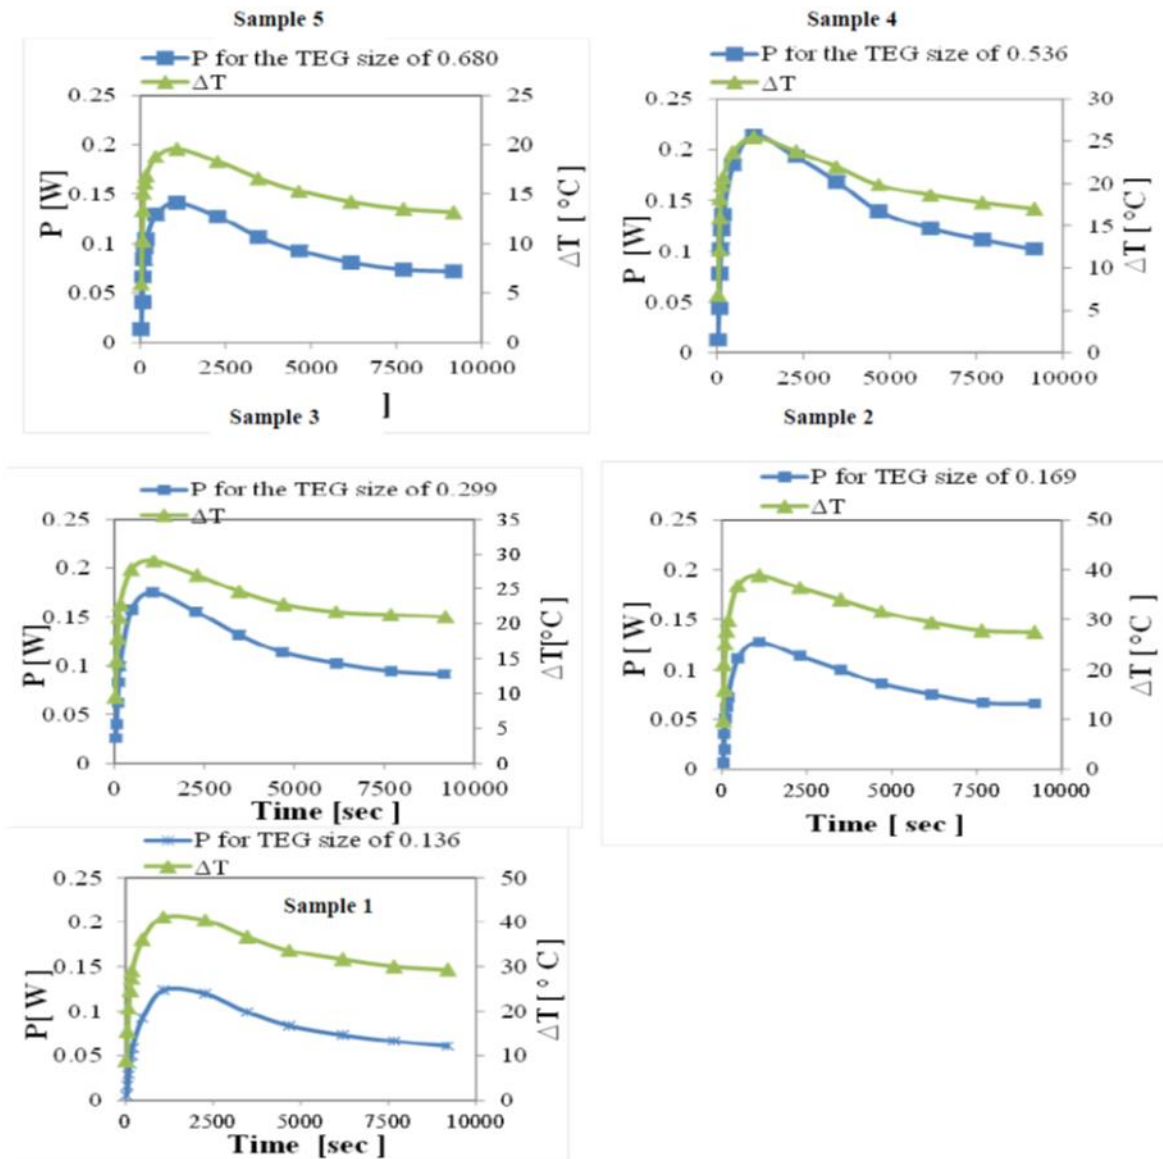 Sample 5
P for the TEG size of 0.680
ΔT
0.25
0.2
0.15
0.1
0.05
0
P [W]
25
20
15
10
5
0
ΔT [°C]
0 2500 5000 7500 10000
]
Sample 4
P for the TEG size of 0.536
ΔT
0.25
0.2
0.15
0.1
0.05
0
P [W]
30
25
20
15
10
5
0
ΔT [°C]
0 2500 5000 7500 10000
Sample 3
P for the TEG size of 0.299
ΔT
0.25
0.2
0.15
0.1
0.05
0
P[W]
35
30
25
20
15
10
5
0
ΔT[°C ]
0 2500 5000 7500 10000
Time [sec ]
Sample 2
P for TEG size of 0.169
ΔT
0.25
0.2
0.15
0.1
0.05
0
P[ W]
50
40
30
20
10
0
ΔT [°C ]
0 2500 5000 7500 10000
Time [ sec ]
P for TEG size of 0.136
ΔT
Sample 1
0.25
0.2
0.15
0.1
0.05
0
P[W ]
50
40
30
20
10
0
ΔT [ ° C]
0 2500 5000 7500 10000
Time [sec ]